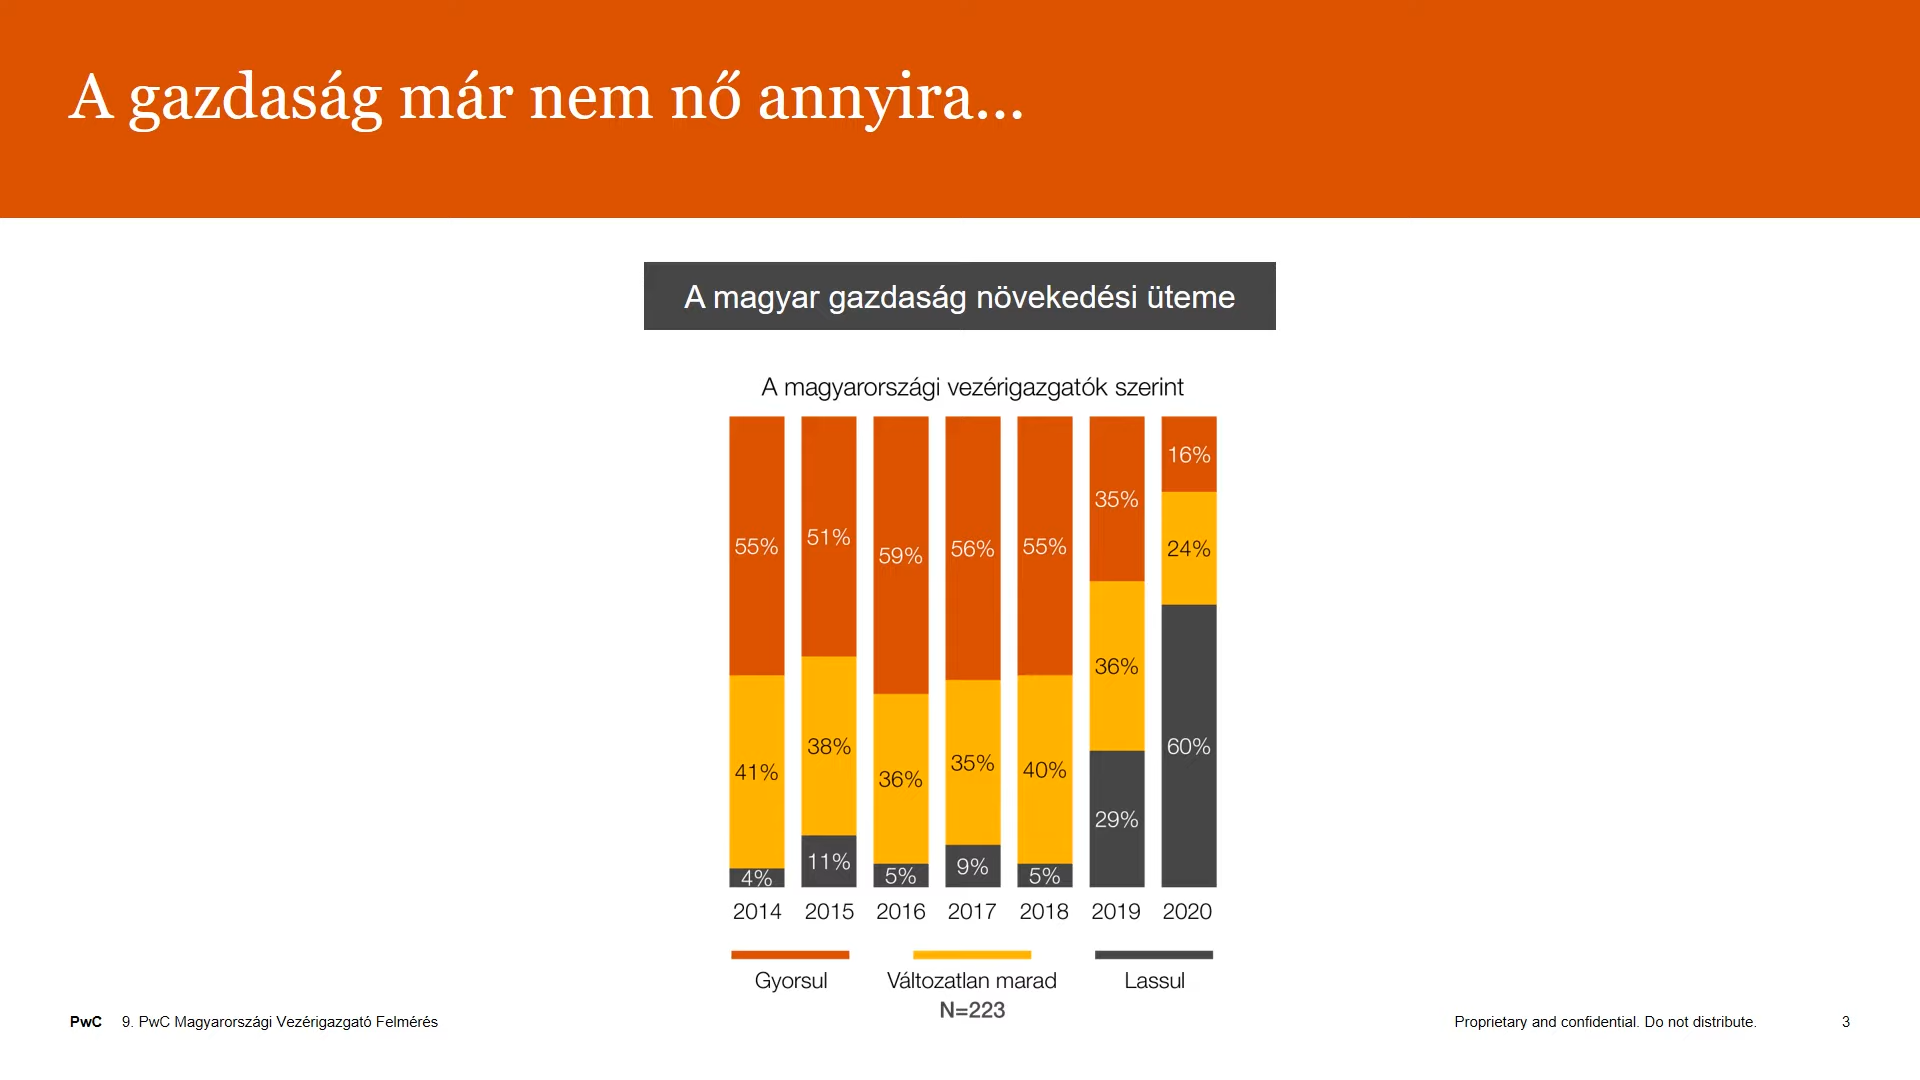 A gazdaság már nem nő annyira...
A magyar gazdaság növekedési üteme
A magyarországi vezérigazgatók szerint
55% 51% 59% 56% 55% 35% 16%
41% 38% 36% 35% 40% 36% 24%
4% 11% 5% 9% 5% 29% 60%
2014 2015 2016 2017 2018 2019 2020
Gyorsul Változatlan marad Lassul
N=223
PwC 9. PwC Magyarországi Vezérigazgató Felmérés Proprietary and confidential. Do not distribute. 3